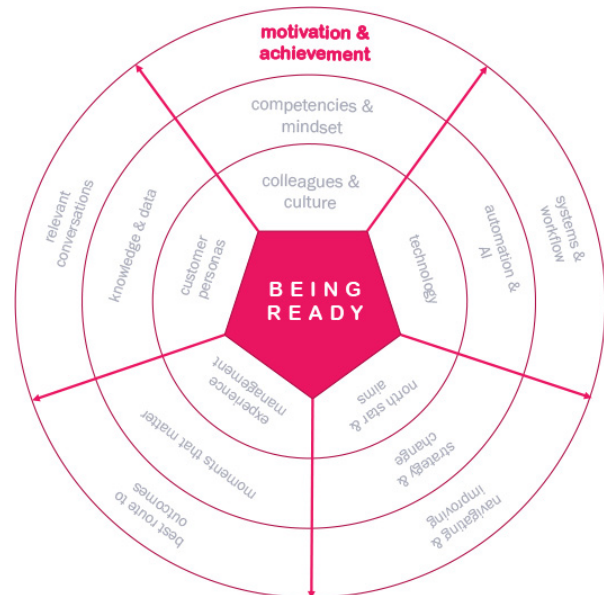 motivation &
achievement
competencies &
mindset
colleagues &
culture
relevant
conversations
knowledge & data
customer
personas
technology
automation &
AI
systems &
workflow
BEING
READY
experience
management
north star &
aims
moments that matter
strategy &
change
best route to
outcomes
navigating &
improving